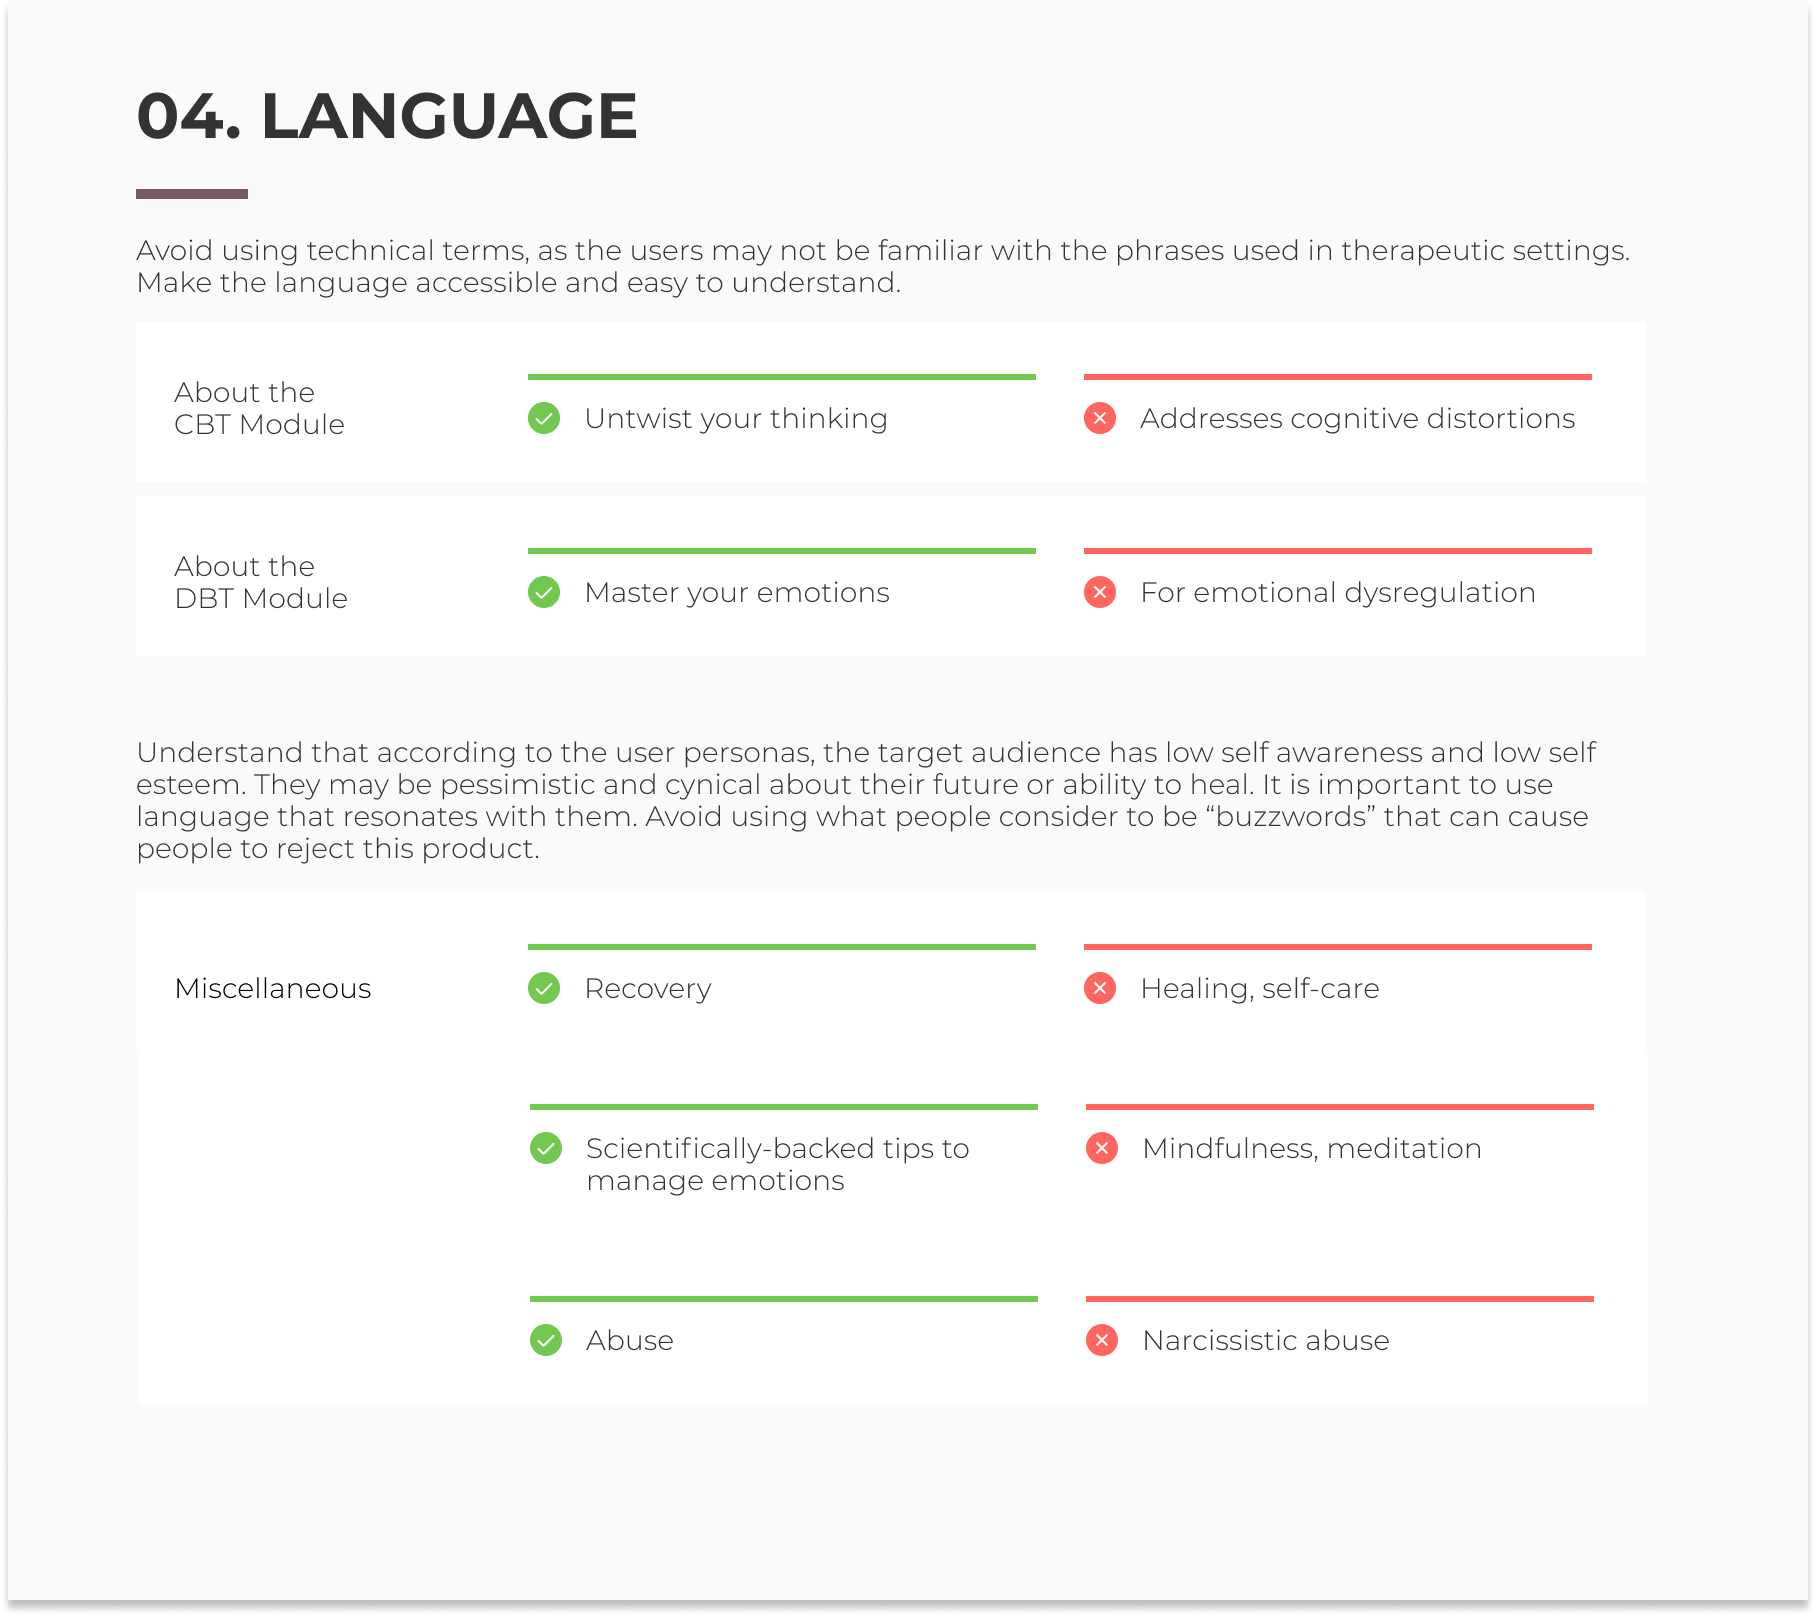 04. LANGUAGE
Avoid using technical terms, as the users may not be familiar with the phrases used in therapeutic settings.
Make the language accessible and easy to understand.
About the
CBT Module
Untwist your thinking
Addresses cognitive distortions
About the
DBT Module
Master your emotions
For emotional dysregulation
Understand that according to the user personas, the target audience has low self awareness and low self
esteem. They may be pessimistic and cynical about their future or ability to heal. It is important to use
language that resonates with them. Avoid using what people consider to be “buzzwords” that can cause
people to reject this product.
Miscellaneous
Recovery
Healing, self-care
Scientifically-backed tips to
manage emotions
Mindfulness, meditation
Abuse
Narcissistic abuse